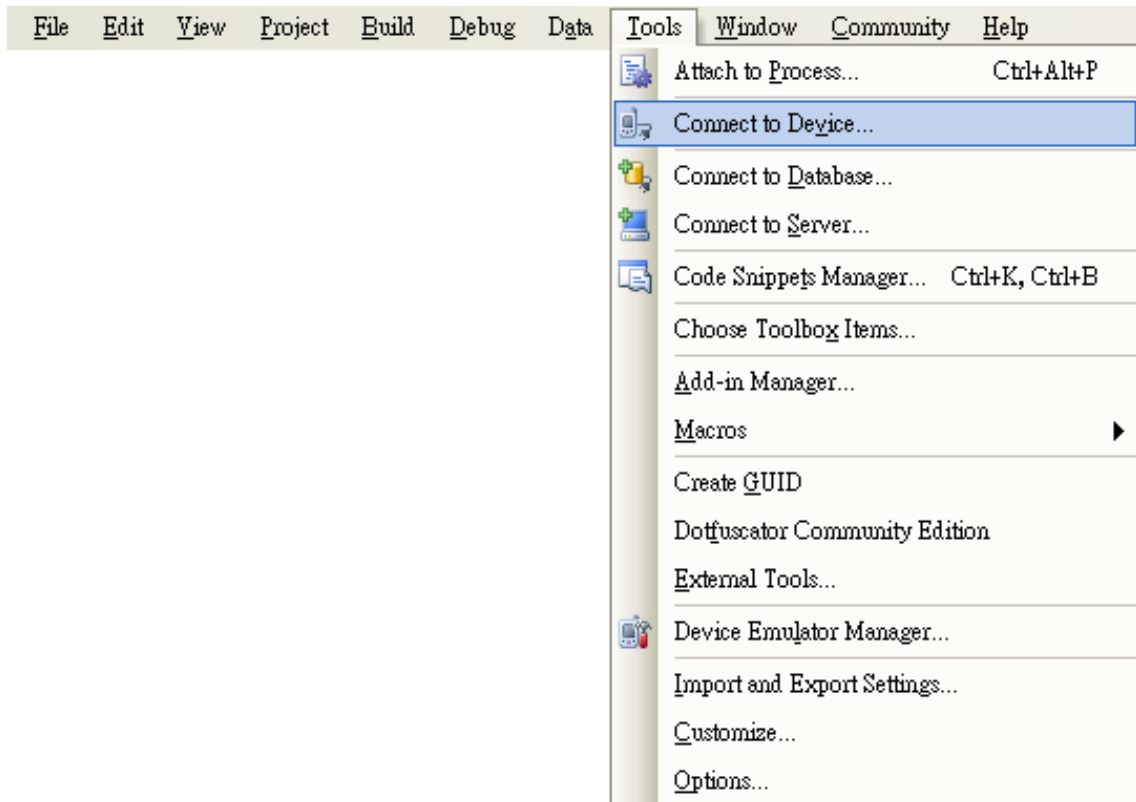 File Edit View Project Build Debug Data Tools Window Community Help
Attach to Process... Ctrl+Alt+P
Connect to Device...
Connect to Database...
Connect to Server...
Code Snippets Manager... Ctrl+K, Ctrl+B
Choose Toolbox Items...
Add-in Manager...
Macros
Create GUID
Dotfuscator Community Edition
External Tools...
Device Emulator Manager...
Import and Export Settings...
Customize...
Options...